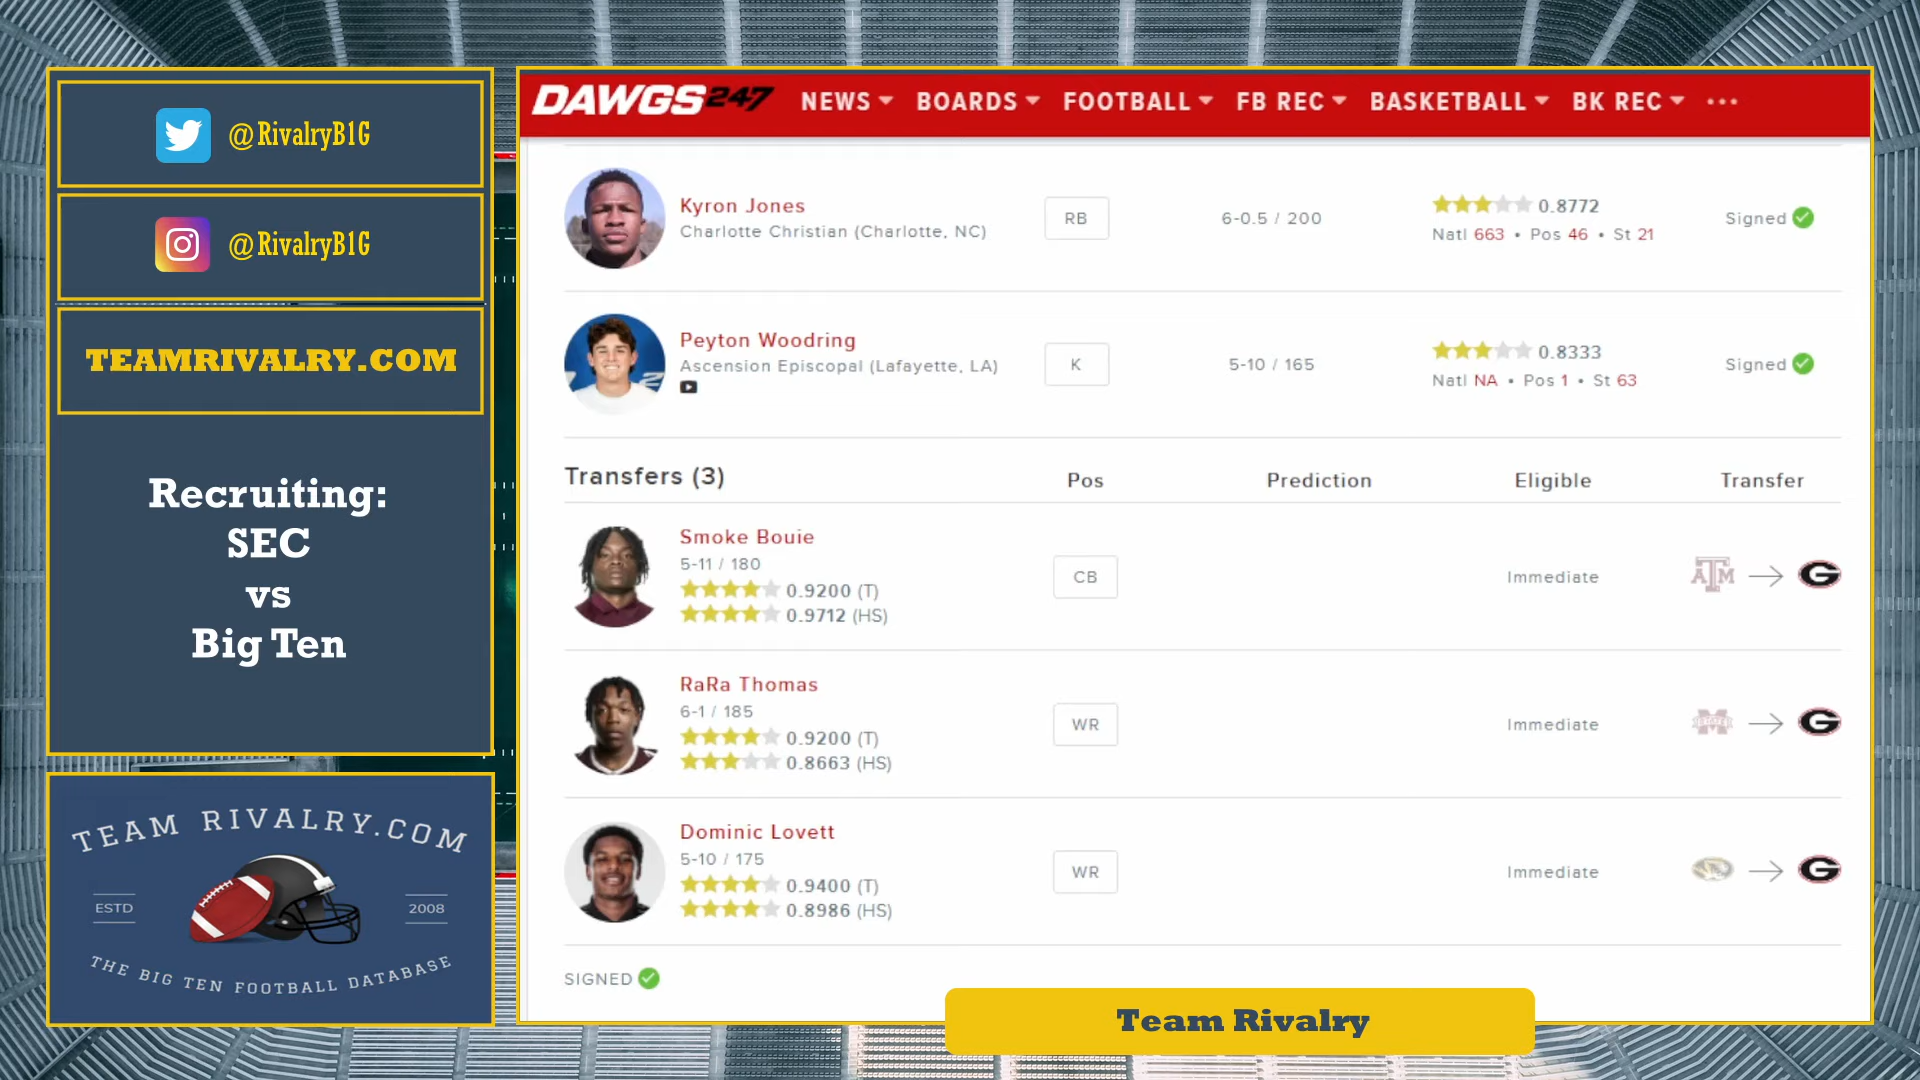 @RivalryB1G
@RivalryB1G
TEAMRIVALRY.COM
Recruiting:
SEC
vs
Big Ten
TEAM RIVALRY.COM
ESTD 2008
THE BIG TEN FOOTBALL DATABASE
DAWGS247 NEWS BOARDS FOOTBALL FB REC BASKETBALL BK REC
Kyron Jones
Charlotte Christian (Charlotte, NC)
RB
6-0.5 / 200
0.8772
Natl 663 • Pos 46 • St 21
Signed
Peyton Woodring
Ascension Episcopal (Lafayette, LA)
K
5-10 / 165
0.8333
Natl NA • Pos 1 • St 63
Signed
Transfers (3) Pos Prediction Eligible Transfer
Smoke Bouie
5-11 / 180
0.9200 (T)
0.9712 (HS)
CB
Immediate
ATM
G
RaRa Thomas
6-1 / 185
0.9200 (T)
0.8663 (HS)
WR
Immediate
M STATE
G
Dominic Lovett
5-10 / 175
0.9400 (T)
0.8986 (HS)
WR
Immediate
G
SIGNED
Team Rivalry